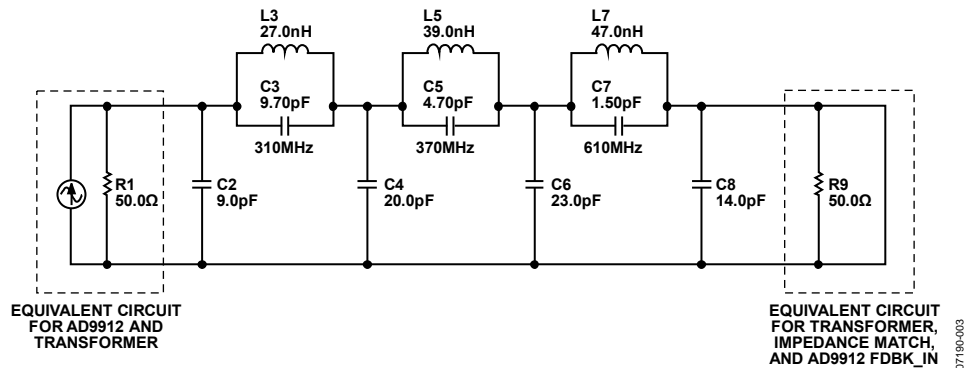 L3
27.0nH
L5
39.0nH
L7
47.0nH
C3
9.70pF
C5
4.70pF
C7
1.50pF
310MHz
370MHz
610MHz
R1
50.0Ω
C2
9.0pF
C4
20.0pF
C6
23.0pF
C8
14.0pF
R9
50.0Ω
EQUIVALENT CIRCUIT
FOR AD9912 AND
TRANSFORMER
EQUIVALENT CIRCUIT
FOR TRANSFORMER,
IMPEDANCE MATCH,
AND AD9912 FDBK_IN
07190-003